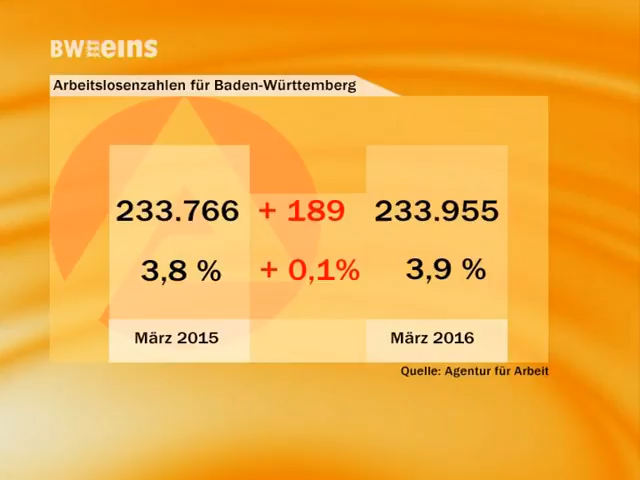 BW eins
Arbeitslosenzahlen für Baden-Württemberg
233.766 + 189 233.955
3,8 % + 0,1% 3,9 %
März 2015 März 2016
Quelle: Agentur für Arbeit